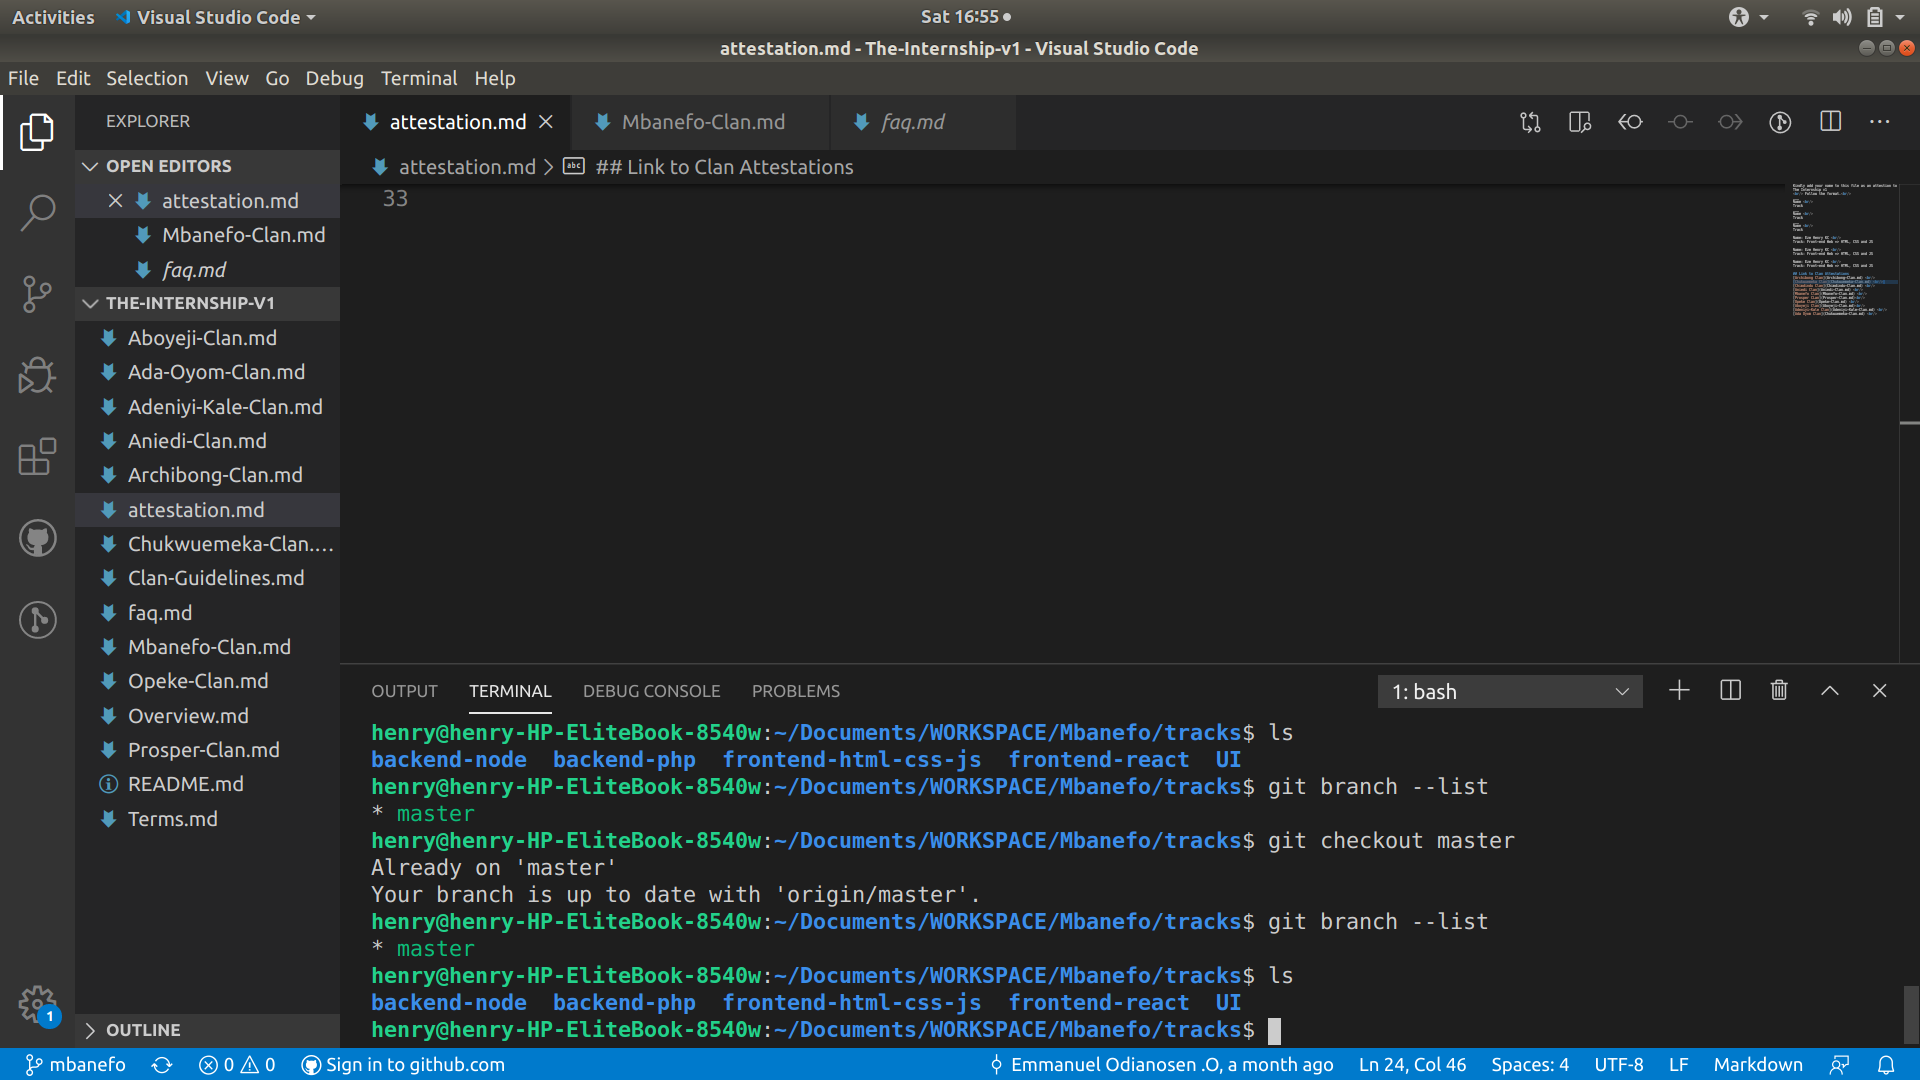 Activities Visual Studio Code Sat 16:55
attestation.md - The-Internship-v1 - Visual Studio Code
File Edit Selection View Go Debug Terminal Help
EXPLORER
OPEN EDITORS
attestation.md
Mbanefo-Clan.md
faq.md
THE-INTERNSHIP-V1
Aboyeji-Clan.md
Ada-Oyom-Clan.md
Adeniyi-Kale-Clan.md
Aniedi-Clan.md
Archibong-Clan.md
attestation.md
Chukwuemeka-Clan....
Clan-Guidelines.md
faq.md
Mbanefo-Clan.md
Opeke-Clan.md
Overview.md
Prosper-Clan.md
README.md
Terms.md
OUTLINE
1
attestation.md Mbanefo-Clan.md faq.md
attestation.md > abc ## Link to Clan Attestations
33
OUTPUT TERMINAL DEBUG CONSOLE PROBLEMS 1: bash
henry@henry-HP-EliteBook-8540w:~/Documents/WORKSPACE/Mbanefo/tracks$ ls
backend-node backend-php frontend-html-css-js frontend-react UI
henry@henry-HP-EliteBook-8540w:~/Documents/WORKSPACE/Mbanefo/tracks$ git branch --list
* master
henry@henry-HP-EliteBook-8540w:~/Documents/WORKSPACE/Mbanefo/tracks$ git checkout master
Already on 'master'
Your branch is up to date with 'origin/master'.
henry@henry-HP-EliteBook-8540w:~/Documents/WORKSPACE/Mbanefo/tracks$ git branch --list
* master
henry@henry-HP-EliteBook-8540w:~/Documents/WORKSPACE/Mbanefo/tracks$ ls
backend-node backend-php frontend-html-css-js frontend-react UI
henry@henry-HP-EliteBook-8540w:~/Documents/WORKSPACE/Mbanefo/tracks$
mbanefo 0 0 Sign in to github.com Emmanuel Odianosen .O, a month ago Ln 24, Col 46 Spaces: 4 UTF-8 LF Markdown